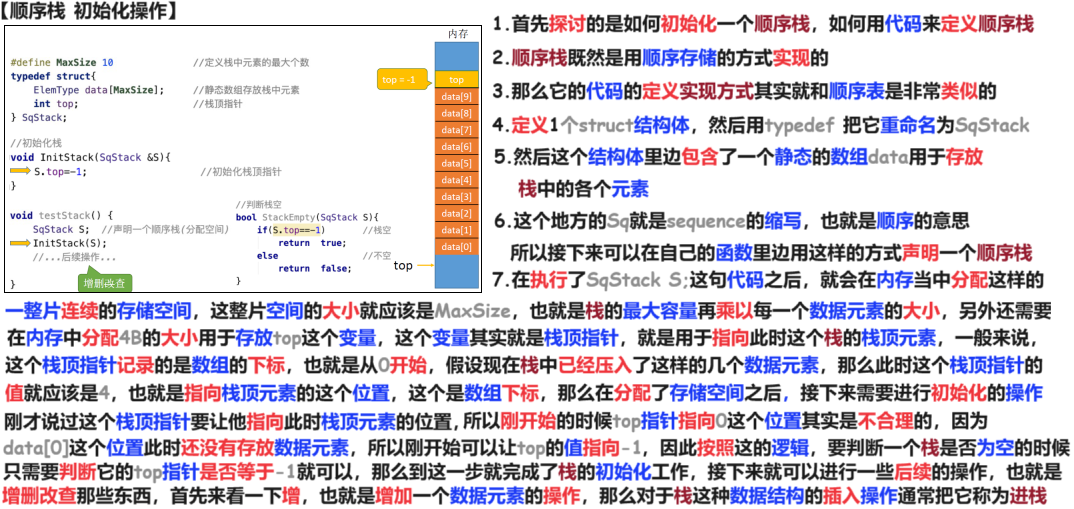 【顺序栈 初始化操作】
#define MaxSize 10 //定义栈中元素的最大个数
typedef struct{
ElemType data[MaxSize]; //静态数组存放栈中元素
int top; //栈顶指针
} SqStack;
//初始化栈
void InitStack(SqStack &S){
S.top=-1; //初始化栈顶指针
}
void testStack() {
SqStack S; //声明一个顺序栈(分配空间)
InitStack(S);
//...后续操作...
增删改查
}
//判断栈空
bool StackEmpty(SqStack S){
if(S.top==-1) //栈空
return true;
else //不空
return false;
}
内存
top = -1
top
data[9]
data[8]
data[7]
data[6]
data[5]
data[4]
data[3]
data[2]
data[1]
data[0]
top
1.首先探讨的是如何初始化一个顺序栈，如何用代码来定义顺序栈
2.顺序栈既然是用顺序存储的方式实现的
3.那么它的代码的定义实现方式其实就和顺序表是非常类似的
4.定义1个struct结构体，然后用typedef 把它重命名为SqStack
5.然后这个结构体里边包含了一个静态的数组data用于存放
栈中的各个元素
6.这个地方的Sq就是sequence的缩写，也就是顺序的意思
所以接下来可以在自己的函数里边用这样的方式声明一个顺序栈
7.在执行了SqStack S;这句代码之后，就会在内存当中分配这样的
一整片连续的存储空间，这整片空间的大小就应该是MaxSize，也就是栈的最大容量再乘以每一个数据元素的大小，另外还需要
在内存中分配4B的大小用于存放top这个变量，这个变量其实就是栈顶指针，就是用于指向此时这个栈的栈顶元素，一般来说，
这个栈顶指针记录的是数组的下标，也就是从0开始，假设现在栈中已经压入了这样的几个数据元素，那么此时这个栈顶指针的
值就应该是4，也就是指向栈顶元素的这个位置，这个是数组下标，那么在分配了存储空间之后，接下来需要进行初始化的操作
刚才说过这个栈顶指针要让他指向此时栈顶元素的位置,所以刚开始的时候top指针指向0这个位置其实是不合理的，因为
data[0]这个位置此时还没有存放数据元素，所以刚开始可以让top的值指向-1，因此按照这的逻辑，要判断一个栈是否为空的时候
只需要判断它的top指针是否等于-1就可以，那么到这一步就完成了栈的初始化工作，接下来就可以进行一些后续的操作，也就是
增删改查那些东西，首先来看一下增，也就是增加一个数据元素的操作，那么对于栈这种数据结构的插入操作通常把它称为进栈